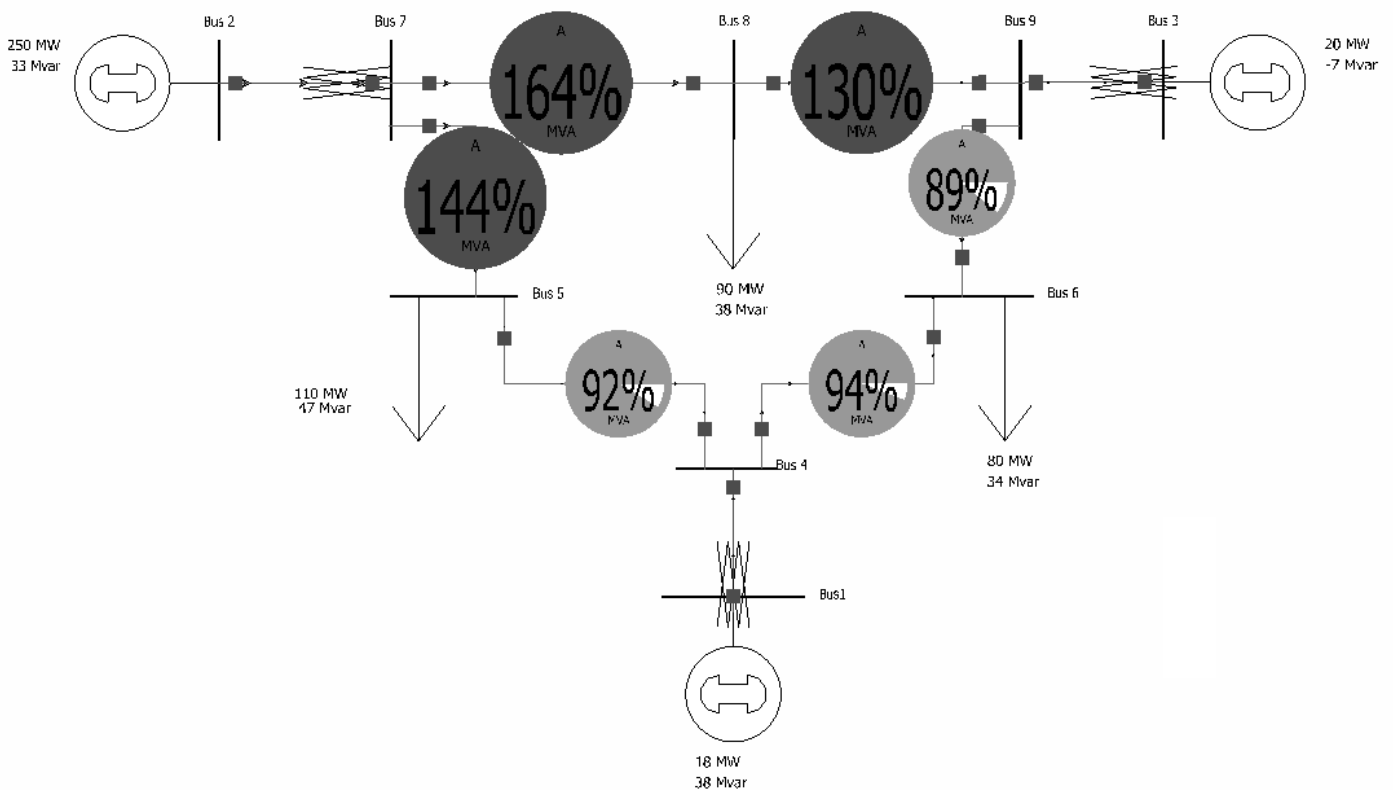 Bus 2
Bus 7
Bus 8
Bus 9
Bus 3
250 MW
33 Mvar
A
164%
MVA
A
130%
MVA
20 MW
-7 Mvar
A
144%
MVA
A
89%
MVA
Bus 5
90 MW
38 Mvar
Bus 6
A
92%
MVA
A
94%
MVA
110 MW
47 Mvar
Bus 4
80 MW
34 Mvar
Bus1
18 MW
38 Mvar